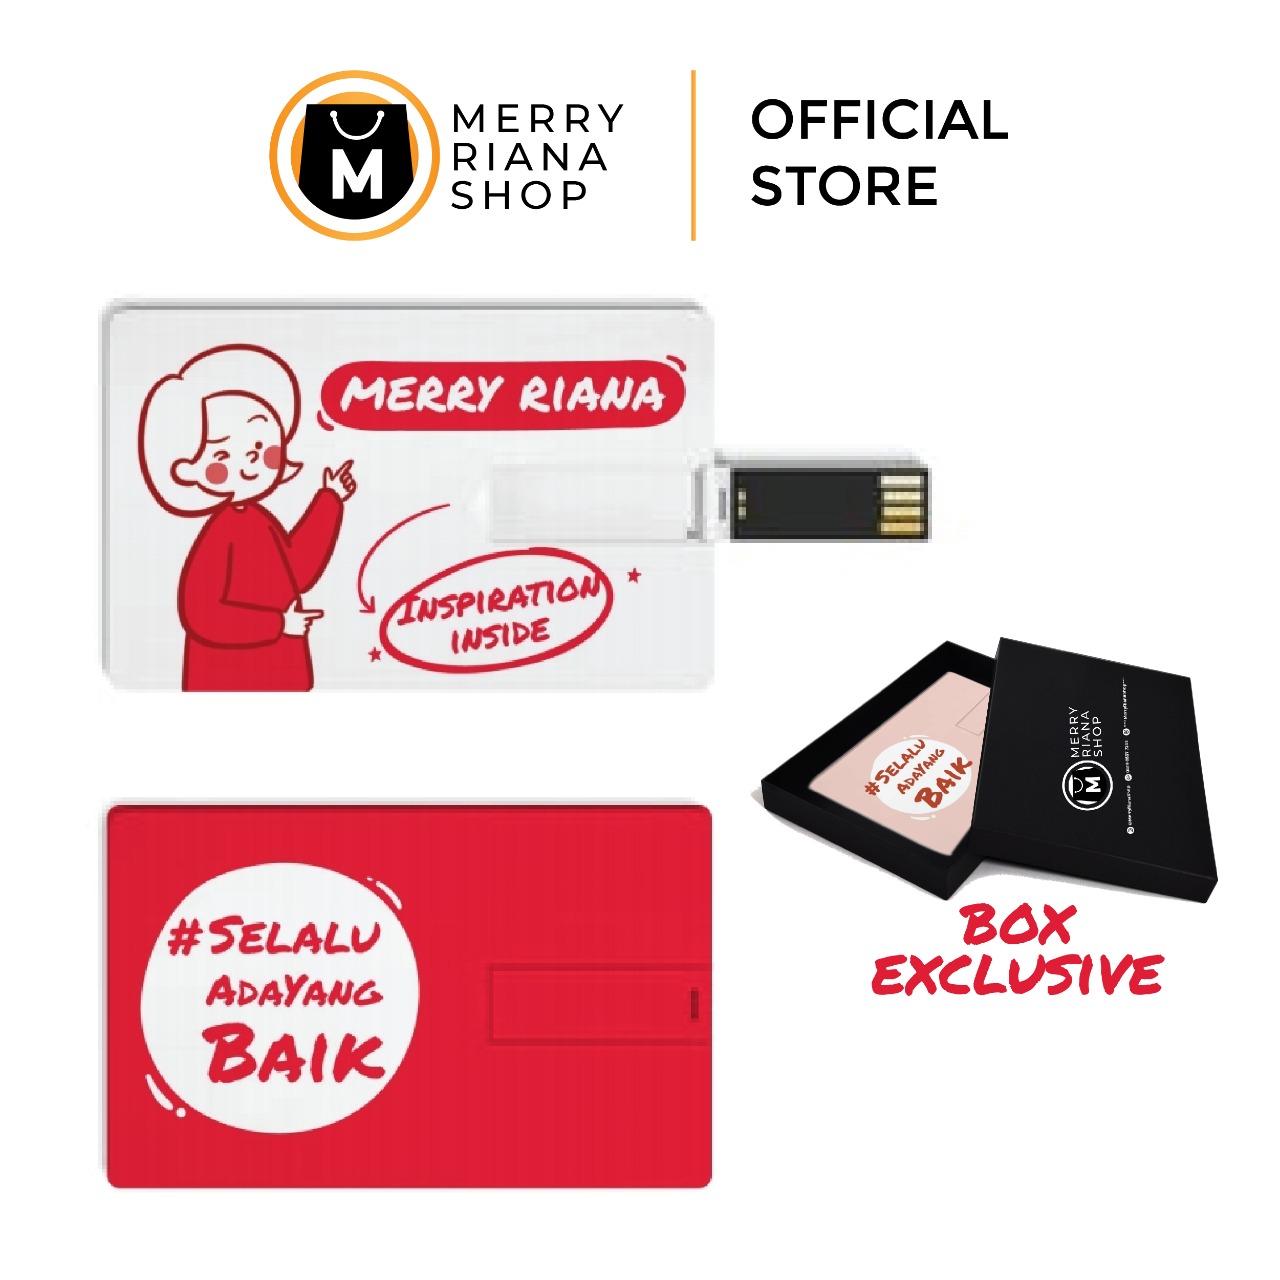 MERRY
RIANA
SHOP
M
OFFICIAL
STORE
MERRY RIANA
INSPIRATION
INSIDE
#SELALU
ADAYANG
BAIK
#SELALU
ADAYANG
BAIK
MERRY
RIANA
SHOP
M
BOX
EXCLUSIVE